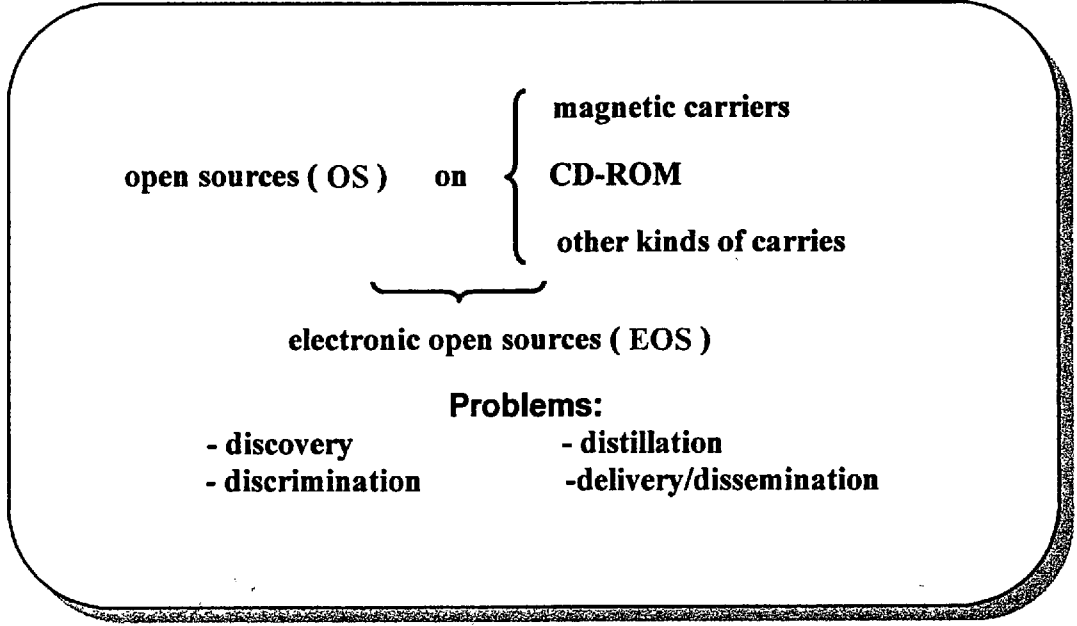 magnetic carriers
open sources ( OS ) on CD-ROM
other kinds of carries
electronic open sources ( EOS )
Problems:
- discovery - distillation
- discrimination -delivery/dissemination